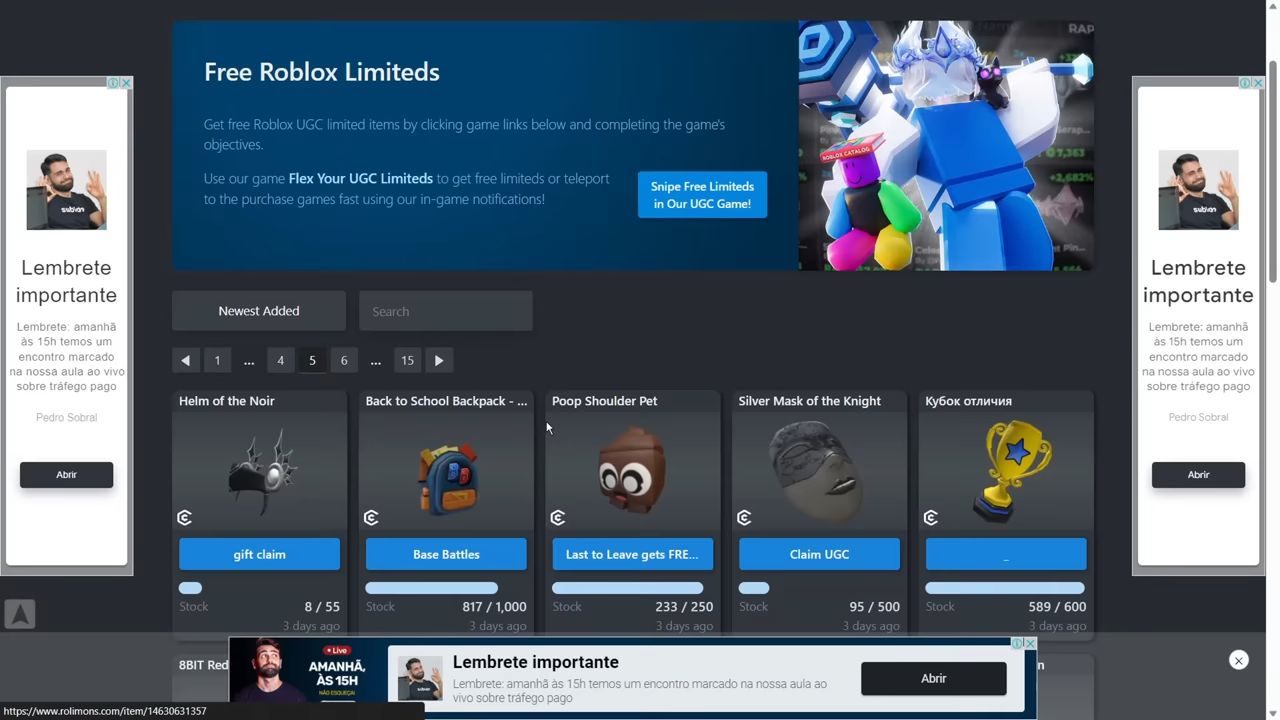 Free Roblox Limiteds
RAP
Get free Roblox UGC limited items by clicking game links below and completing the game's
objectives.
Use our game Flex Your UGC Limiteds to get free limiteds or teleport
to the purchase games fast using our in-game notifications!
Snipe Free Limiteds
in Our UGC Game!
ROBLOX CATALOG
7,363
+2,682%
Lembrete
importante
Lembrete: amanhã
às 15h temos um
encontro marcado
na nossa aula ao vivo
sobre tráfego pago
Pedro Sobral
Abrir
Lembrete
importante
Lembrete: amanhã
às 15h temos um
encontro marcado
na nossa aula ao vivo
sobre tráfego pago
Pedro Sobral
Abrir
Newest Added
Search
1 ... 4 5 6 ... 15
Helm of the Noir
gift claim
Stock 8 / 55
3 days ago
Back to School Backpack - ...
Base Battles
Stock 817 / 1,000
3 days ago
Poop Shoulder Pet
Last to Leave gets FRE...
Stock 233 / 250
3 days ago
Silver Mask of the Knight
Claim UGC
Stock 95 / 500
3 days ago
Кубок отличия
_
Stock 589 / 600
3 days ago
8BIT Red
Live
AMANHÃ,
ÀS 15H
NÃO ESQUEÇA!
Lembrete importante
Lembrete: amanhã às 15h temos um encontro marcado na nossa aula ao
vivo sobre tráfego pago
Abrir
https://www.rolimons.com/item/14630631357